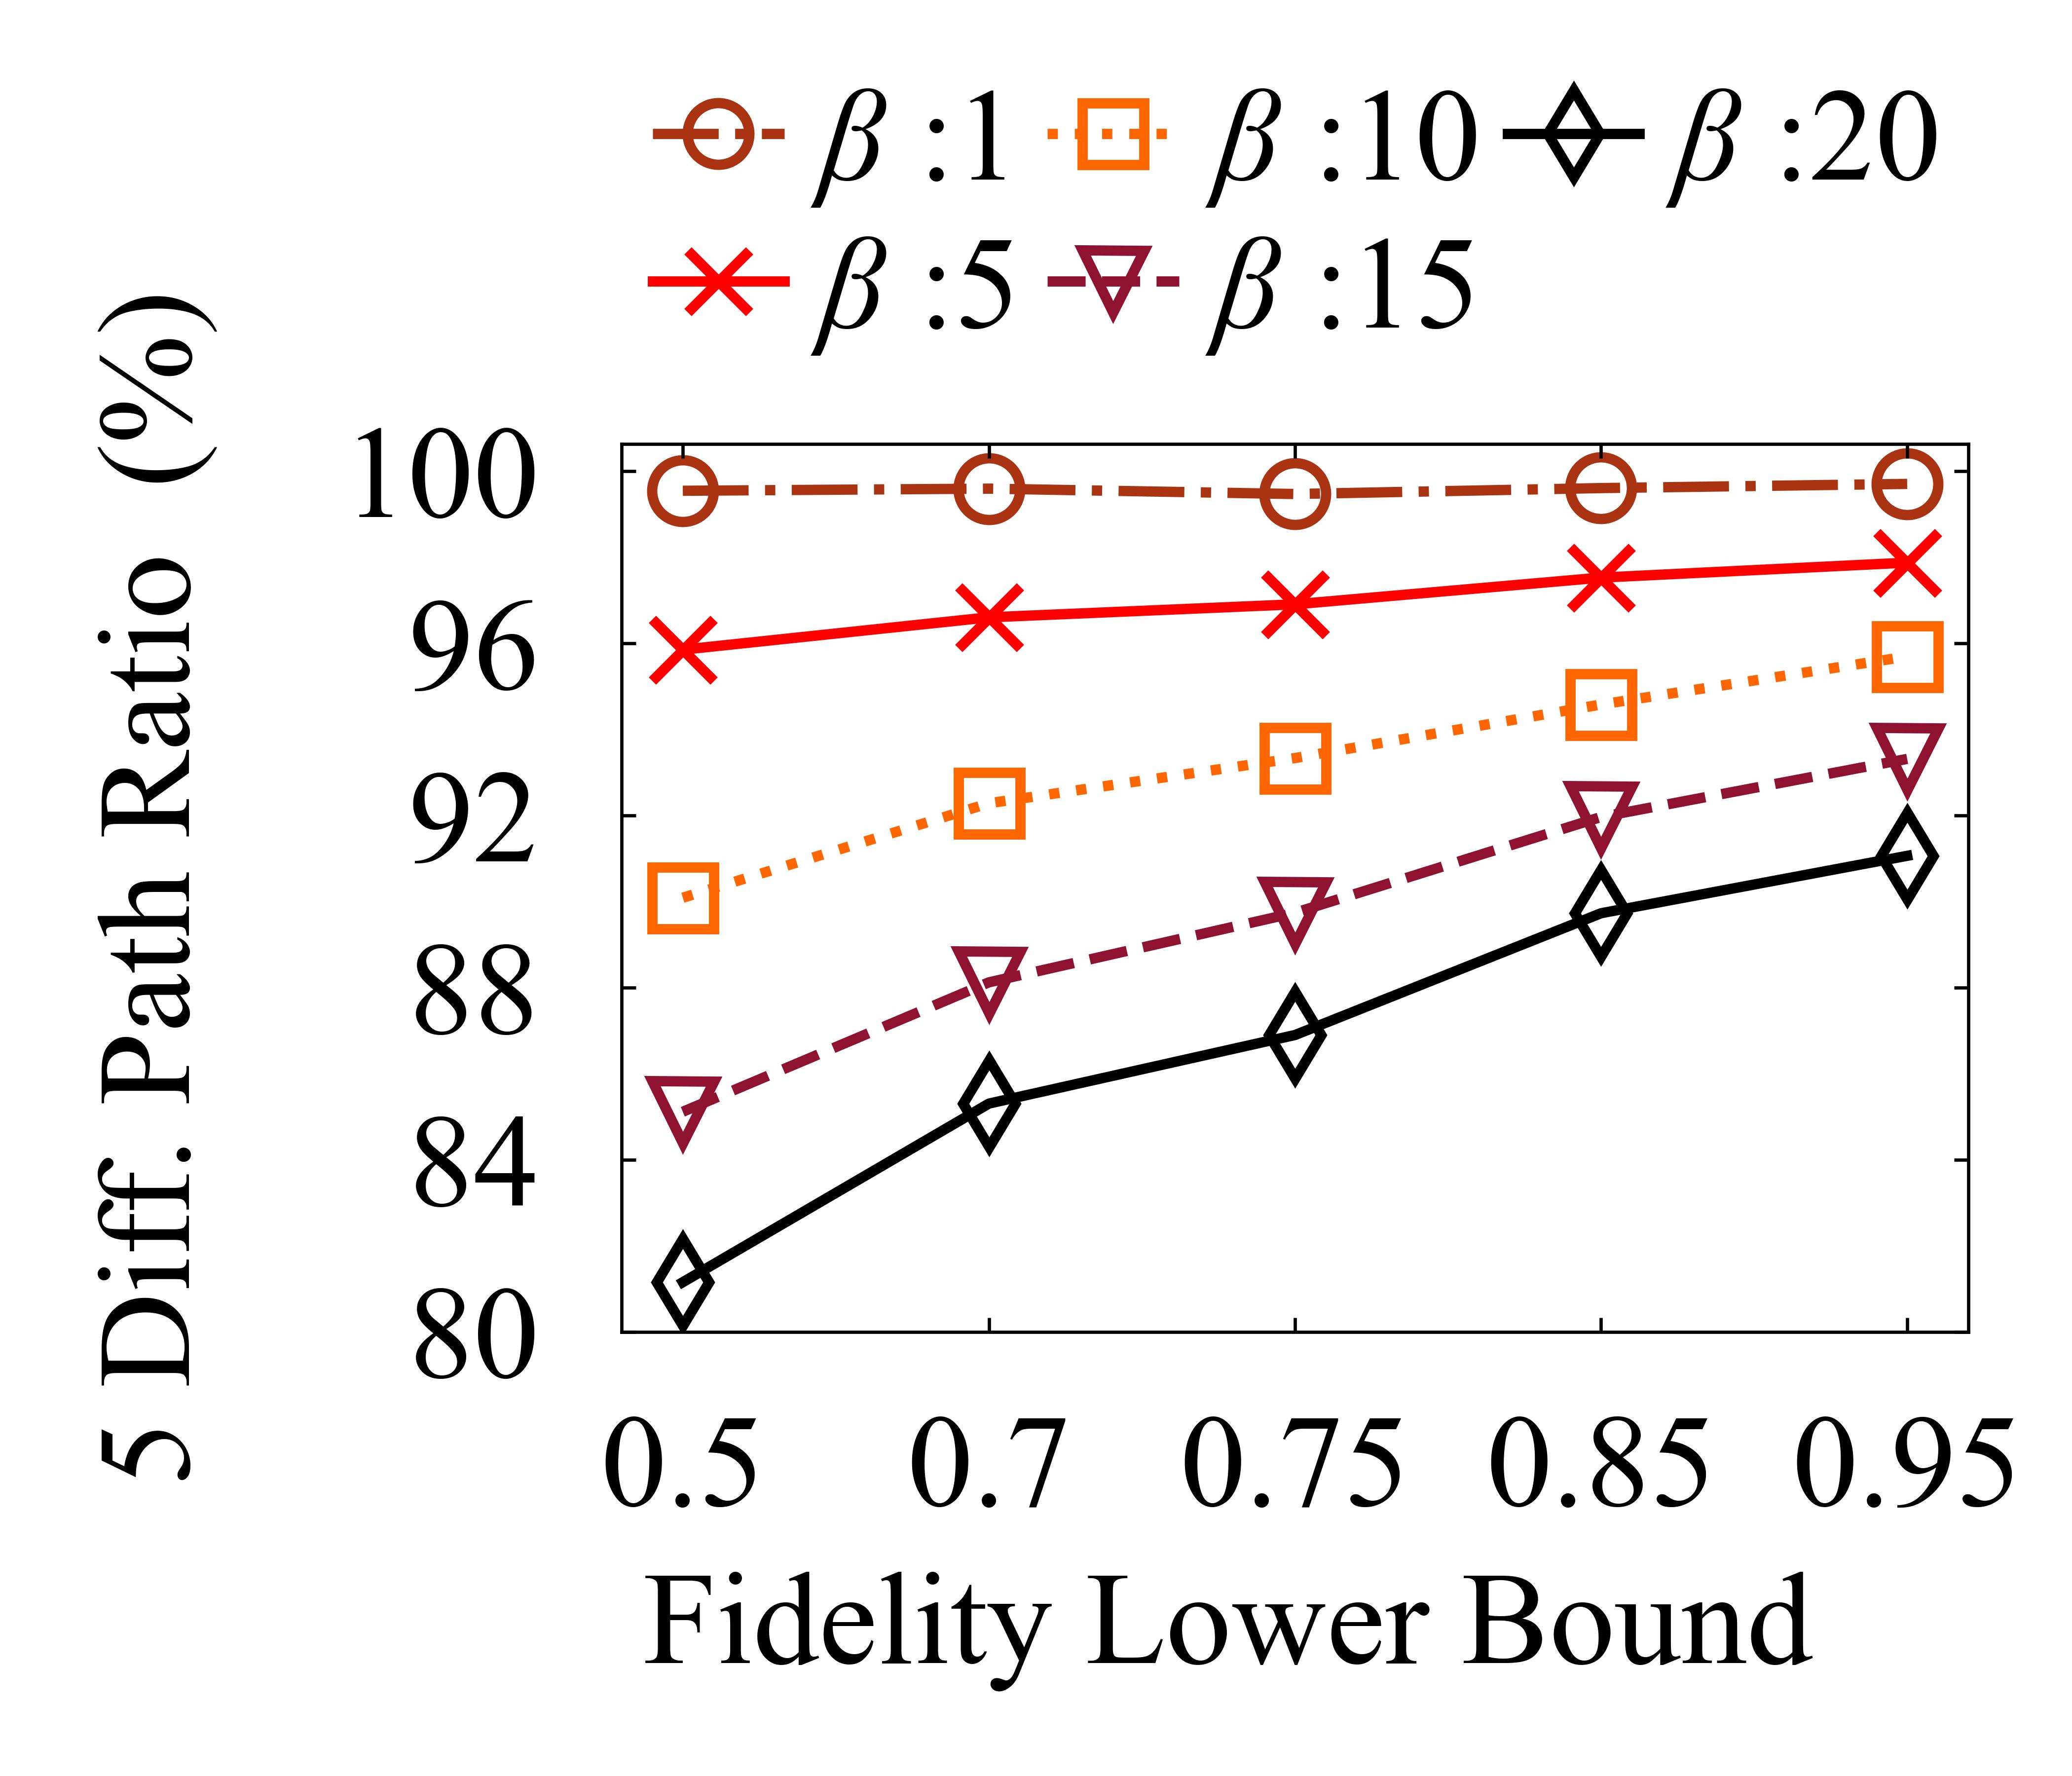 β :1 β :10 β :20
β :5 β :15
5 Diff. Path Ratio (%)
100
96
92
88
84
80
0.5 0.7 0.75 0.85 0.95
Fidelity Lower Bound